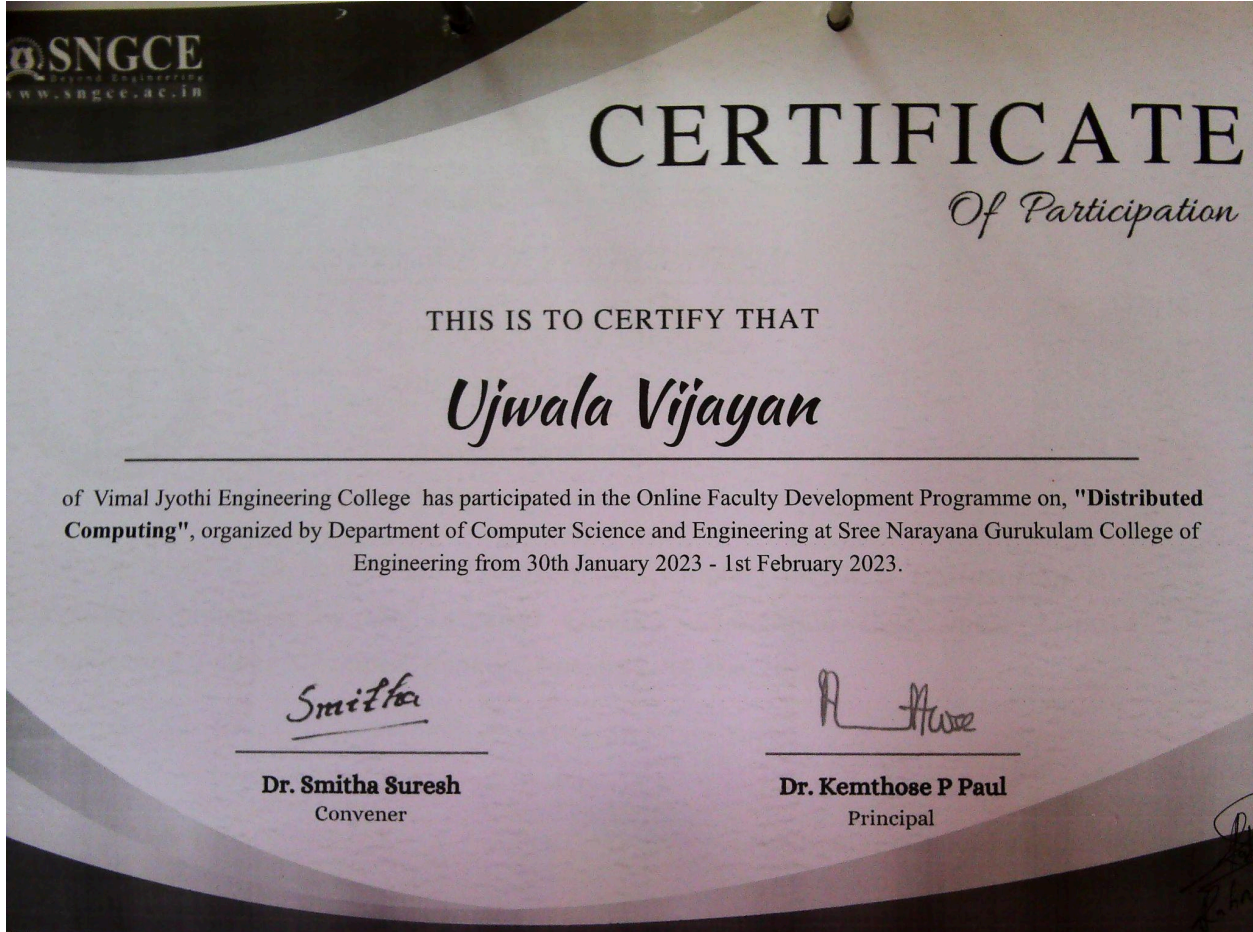 SNGCE
Beyond Engineering
www.sngce.ac.in
CERTIFICATE
Of Participation
THIS IS TO CERTIFY THAT
Ujwala Vijayan
of Vimal Jyothi Engineering College has participated in the Online Faculty Development Programme on, "Distributed
Computing", organized by Department of Computer Science and Engineering at Sree Narayana Gurukulam College of
Engineering from 30th January 2023 - 1st February 2023.
Smitha
Dr. Smitha Suresh
Convener
Dr. Kemthose P Paul
Principal